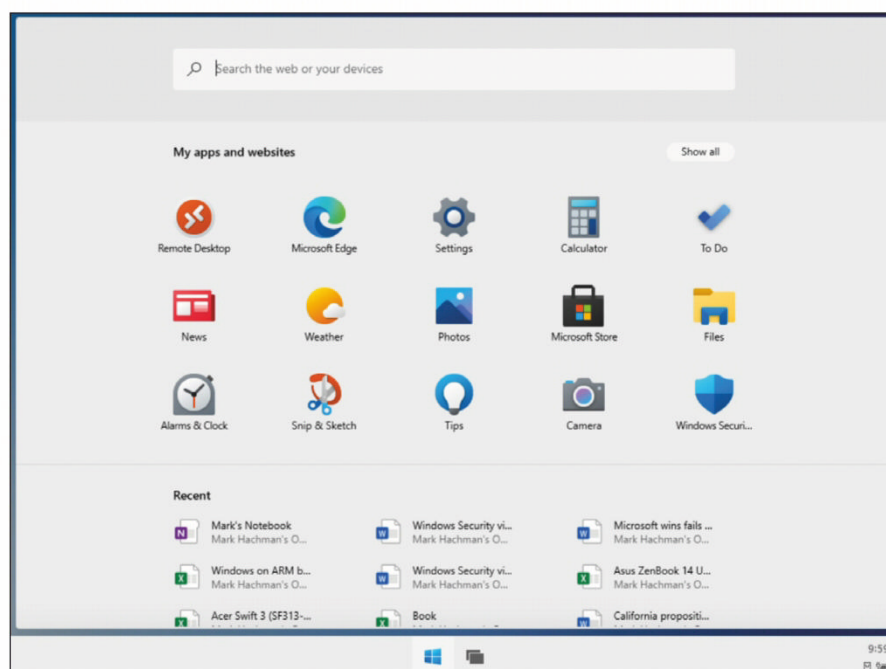 Search the web or your devices
My apps and websites
Show all
Remote Desktop
Microsoft Edge
Settings
Calculator
To Do
News
Weather
Photos
Microsoft Store
Files
Alarms & Clock
Snip & Sketch
Tips
Camera
Windows Securi...
Recent
Mark's Notebook
Mark Hachman's O...
Windows Security vi...
Mark Hachman's O...
Microsoft wins fails ...
Mark Hachman's O...
Windows on ARM b...
Mark Hachman's O...
Windows Security vi...
Mark Hachman's O...
Asus ZenBook 14 U...
Mark Hachman's O...
Acer Swift 3 (SF313-...
Book
California propositi...
9:59